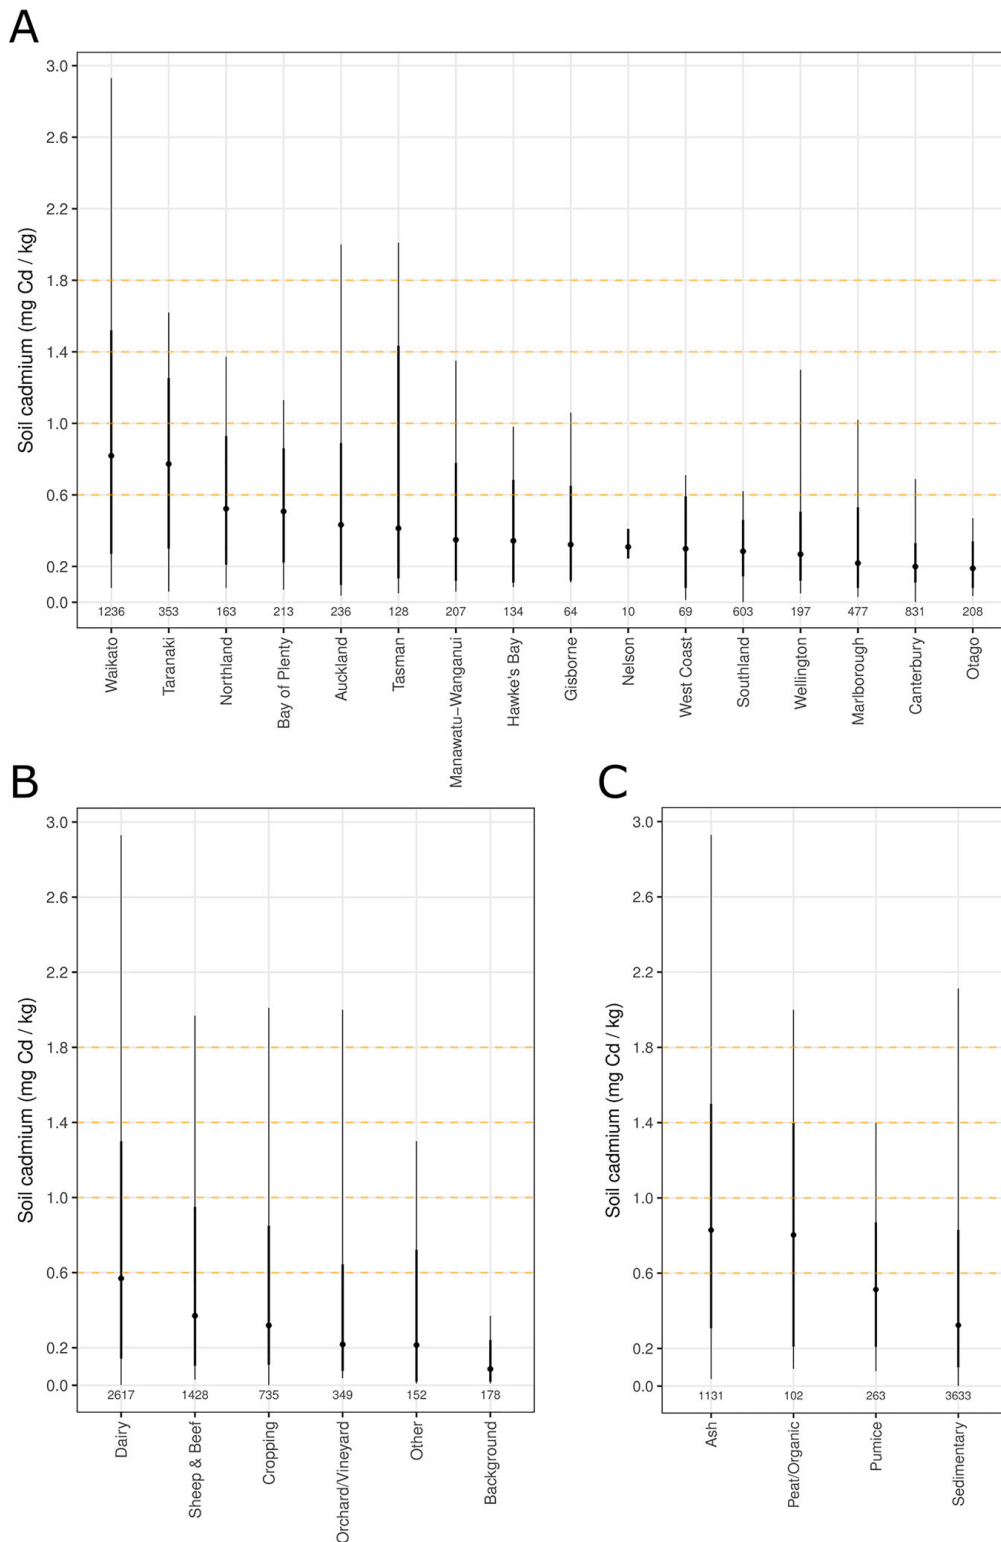 A
Soil cadmium (mg Cd / kg)
3.0
2.6
2.2
1.8
1.4
1.0
0.6
0.2
0.0
1236 353 163 213 236 128 207 134 64 10 69 603 197 477 831 208
Waikato
Taranaki
Northland
Bay of Plenty
Auckland
Tasman
Manawatu−Wanganui
Hawke's Bay
Gisborne
Nelson
West Coast
Southland
Wellington
Marlborough
Canterbury
Otago
B
Soil cadmium (mg Cd / kg)
3.0
2.6
2.2
1.8
1.4
1.0
0.6
0.2
0.0
2617 1428 735 349 152 178
Dairy
Sheep & Beef
Cropping
Orchard/Vineyard
Other
Background
C
Soil cadmium (mg Cd / kg)
3.0
2.6
2.2
1.8
1.4
1.0
0.6
0.2
0.0
1131 102 263 3633
Ash
Peat/Organic
Pumice
Sedimentary